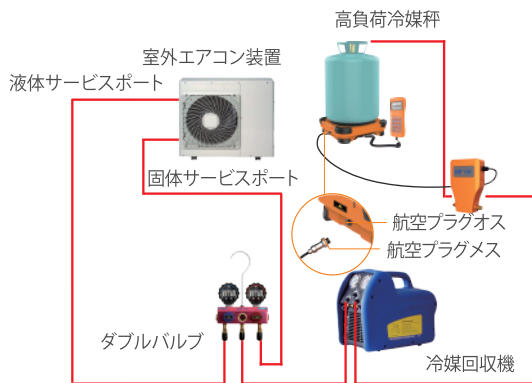 高負荷冷媒秤
室外エアコン装置
液体サービスポート
固体サービスポート
航空プラグオス
航空プラグメス
ダブルバルブ
冷媒回収機